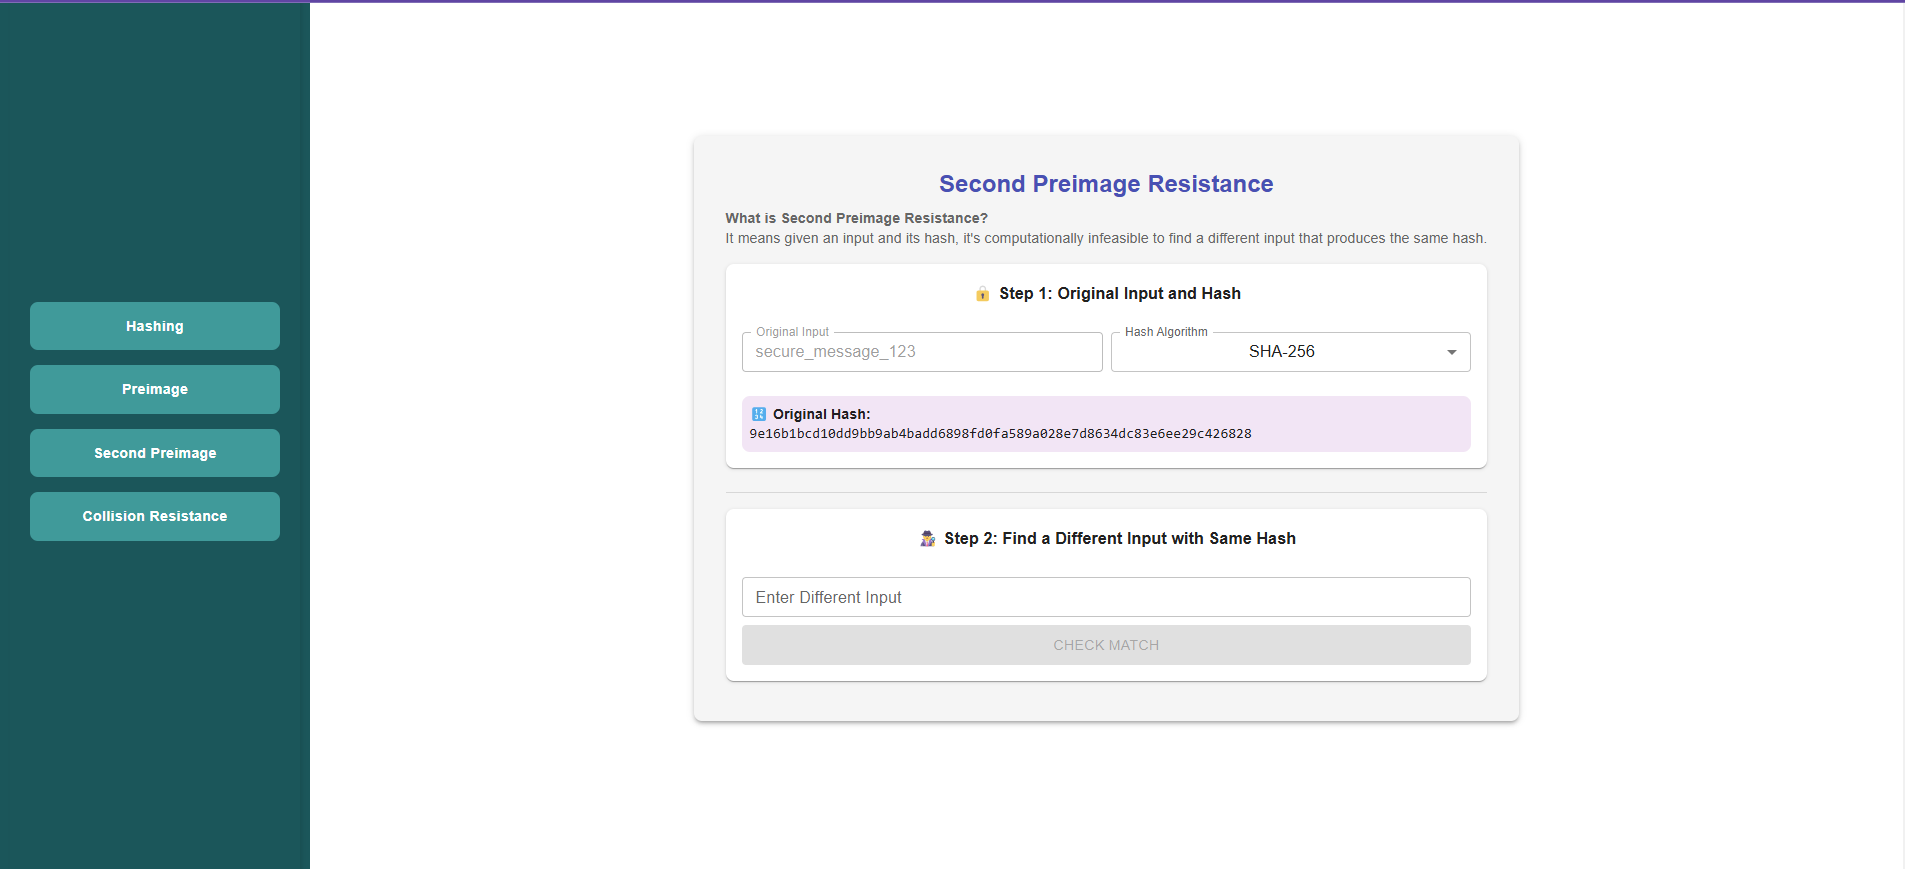 Hashing
Preimage
Second Preimage
Collision Resistance
Second Preimage Resistance
What is Second Preimage Resistance?
It means given an input and its hash, it's computationally infeasible to find a different input that produces the same hash.
Step 1: Original Input and Hash
Original Input
secure_message_123
Hash Algorithm
SHA-256
Original Hash:
9e16b1bcd10dd9bb9ab4badd6898fd0fa589a028e7d8634dc83e6ee29c426828
Step 2: Find a Different Input with Same Hash
Enter Different Input
CHECK MATCH